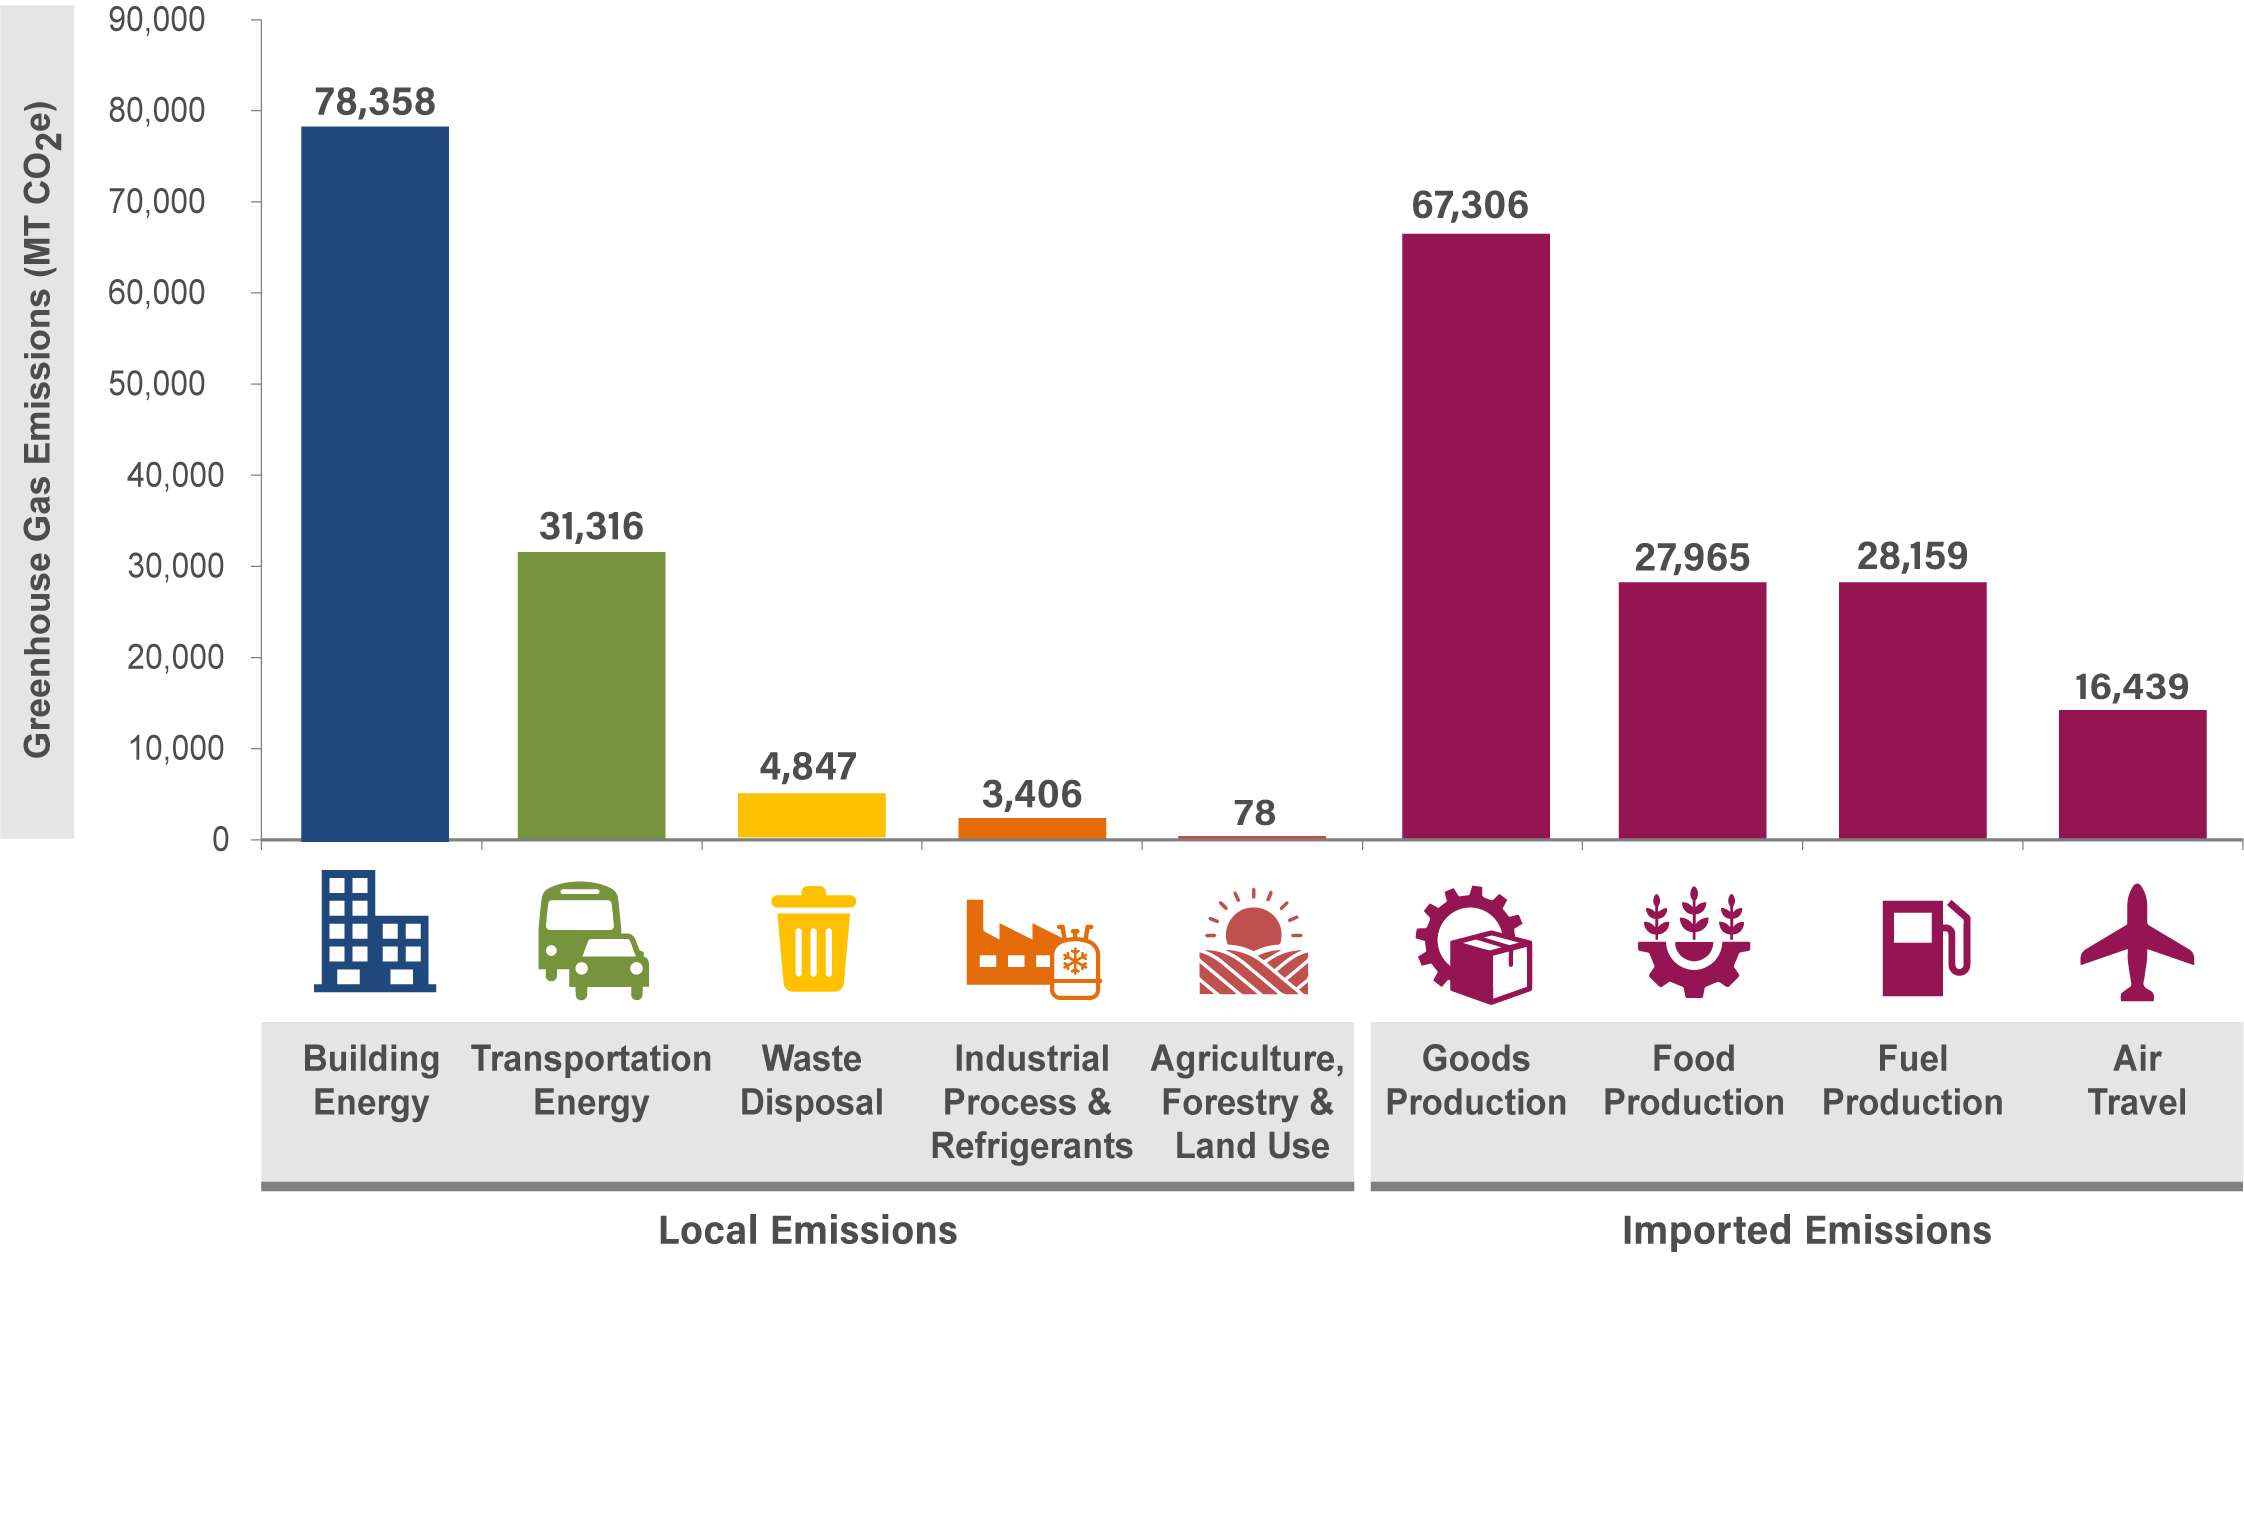 Greenhouse Gas Emissions (MT CO2e)
90,000
80,000
70,000
60,000
50,000
40,000
30,000
20,000
10,000
0
78,358
31,316
4,847
3,406
78
67,306
27,965
28,159
16,439
Building
Energy
Transportation
Energy
Waste
Disposal
Industrial
Process &
Refrigerants
Agriculture,
Forestry &
Land Use
Goods
Production
Food
Production
Fuel
Production
Air
Travel
Local Emissions
Imported Emissions